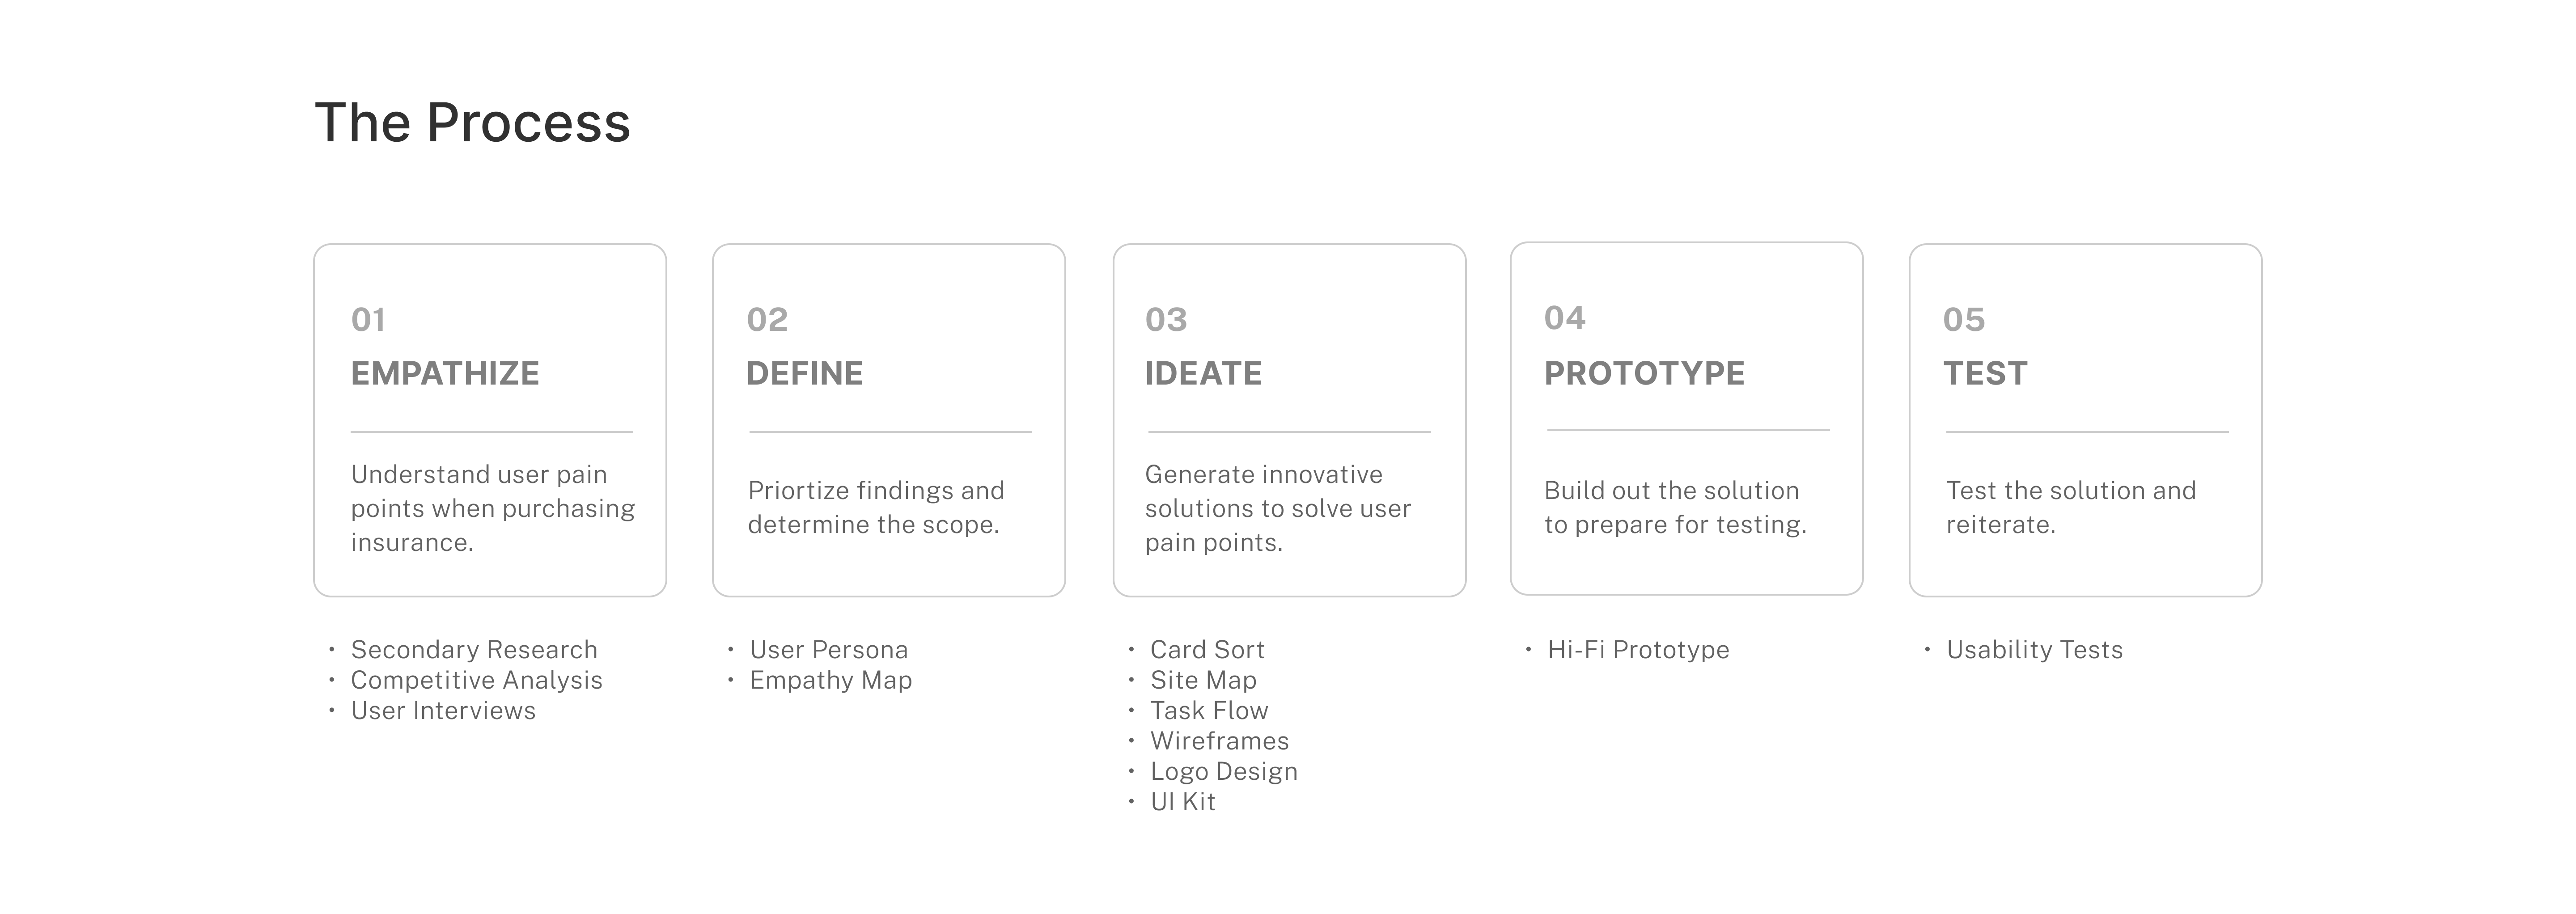 The Process
01
EMPATHIZE
Understand user pain
points when purchasing
insurance.
• Secondary Research
• Competitive Analysis
• User Interviews
02
DEFINE
Priortize findings and
determine the scope.
• User Persona
• Empathy Map
03
IDEATE
Generate innovative
solutions to solve user
pain points.
• Card Sort
• Site Map
• Task Flow
• Wireframes
• Logo Design
• UI Kit
04
PROTOTYPE
Build out the solution
to prepare for testing.
• Hi-Fi Prototype
05
TEST
Test the solution and
reiterate.
• Usability Tests